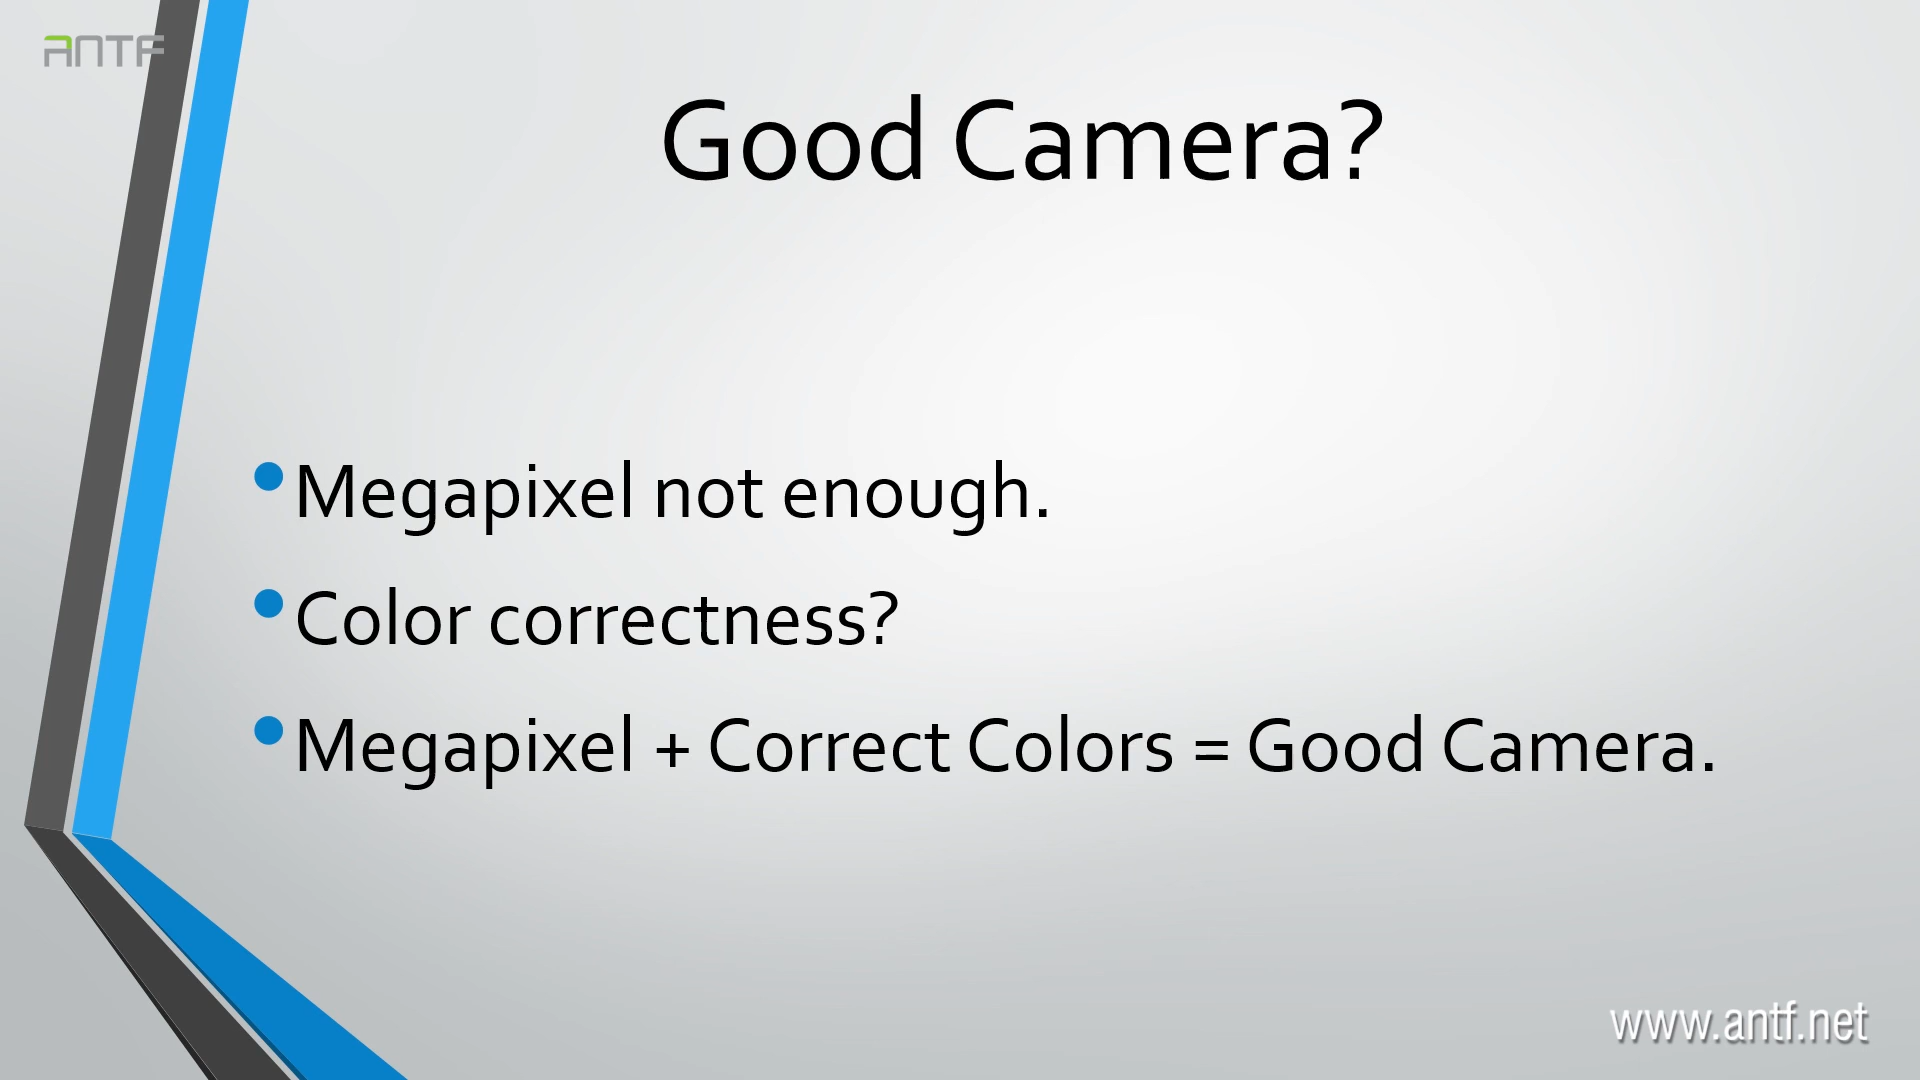 ANTF
Good Camera?
• Megapixel not enough.
• Color correctness?
• Megapixel + Correct Colors = Good Camera.
www.antf.net